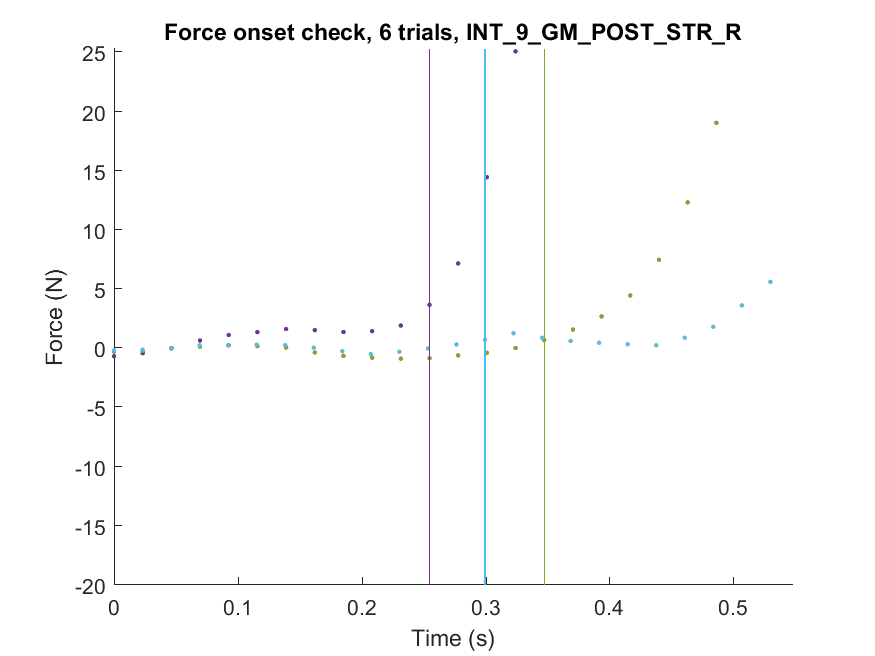 Force onset check, 6 trials, INT_9_GM_POST_STR_R
25
20
15
10
5
0
-5
-10
-15
-20
Force (N)
0 0.1 0.2 0.3 0.4 0.5
Time (s)